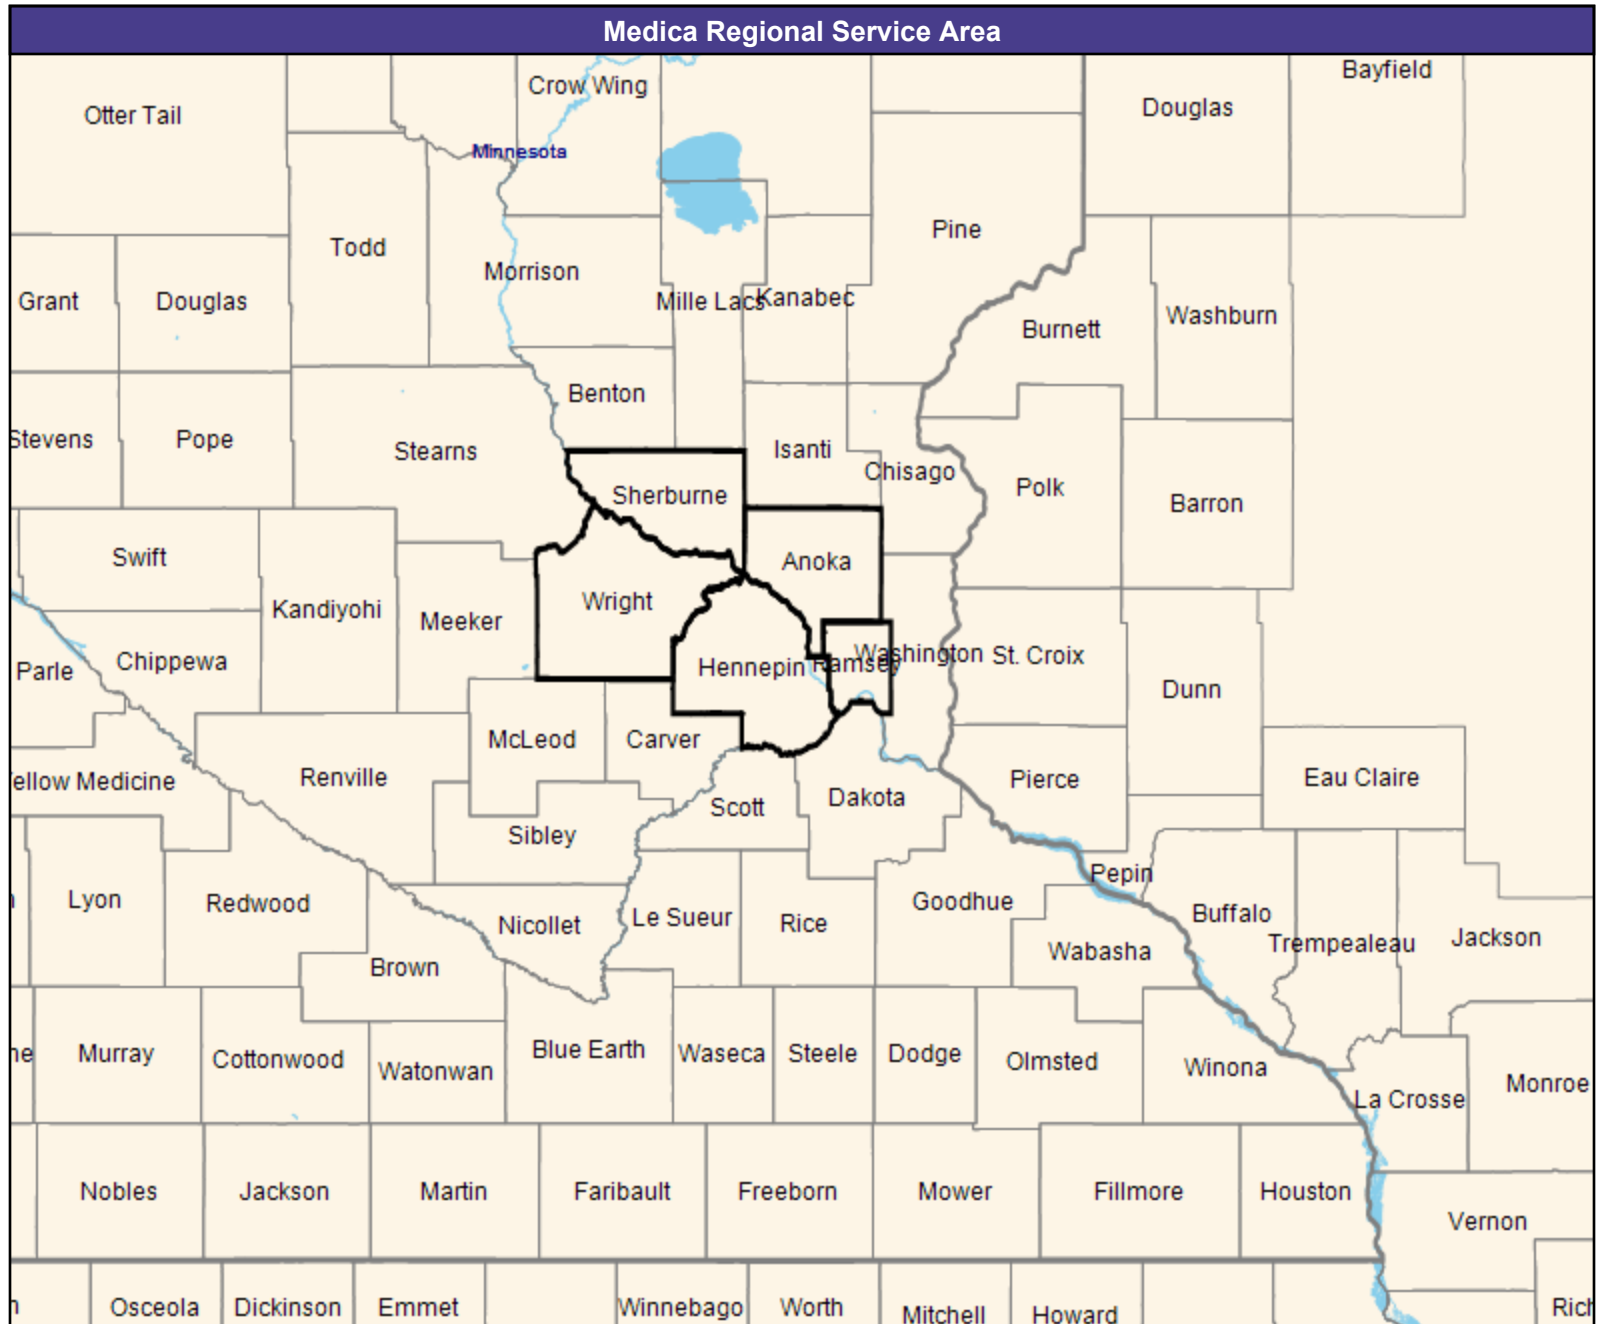 Medica Regional Service Area
Crow Wing
Bayfield
Otter Tail
Douglas
Minnesota
Pine
Todd
Morrison
Grant
Douglas
Mille Lacs
Kanabec
Washburn
Burnett
Benton
Stevens
Pope
Stearns
Isanti
Chisago
Polk
Sherburne
Barron
Swift
Anoka
Wright
Kandiyohi
Meeker
Parle
Chippewa
Hennepin
Ramsey
Washington
St. Croix
Dunn
McLeod
Carver
ellow Medicine
Renville
Pierce
Eau Claire
Scott
Dakota
Sibley
Pepin
Lyon
Redwood
Goodhue
Nicollet
Le Sueur
Rice
Buffalo
Trempealeau
Jackson
Wabasha
Brown
ne
Murray
Cottonwood
Watonwan
Blue Earth
Waseca
Steele
Dodge
Olmsted
Winona
La Crosse
Monroe
Nobles
Jackson
Martin
Faribault
Freeborn
Mower
Fillmore
Houston
Vernon
n
Osceola
Dickinson
Emmet
Winnebago
Worth
Mitchell
Howard
Rich